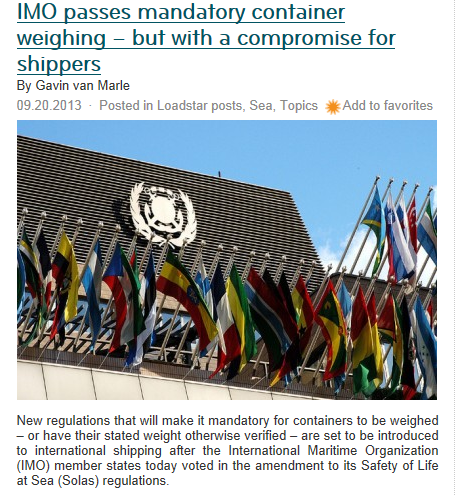 IMO passes mandatory container
weighing – but with a compromise for
shippers
By Gavin van Marle
09.20.2013 · Posted in Loadstar posts, Sea, Topics Add to favorites
New regulations that will make it mandatory for containers to be weighed
– or have their stated weight otherwise verified – are set to be introduced
to international shipping after the International Maritime Organization
(IMO) member states today voted in the amendment to its Safety of Life
at Sea (Solas) regulations.